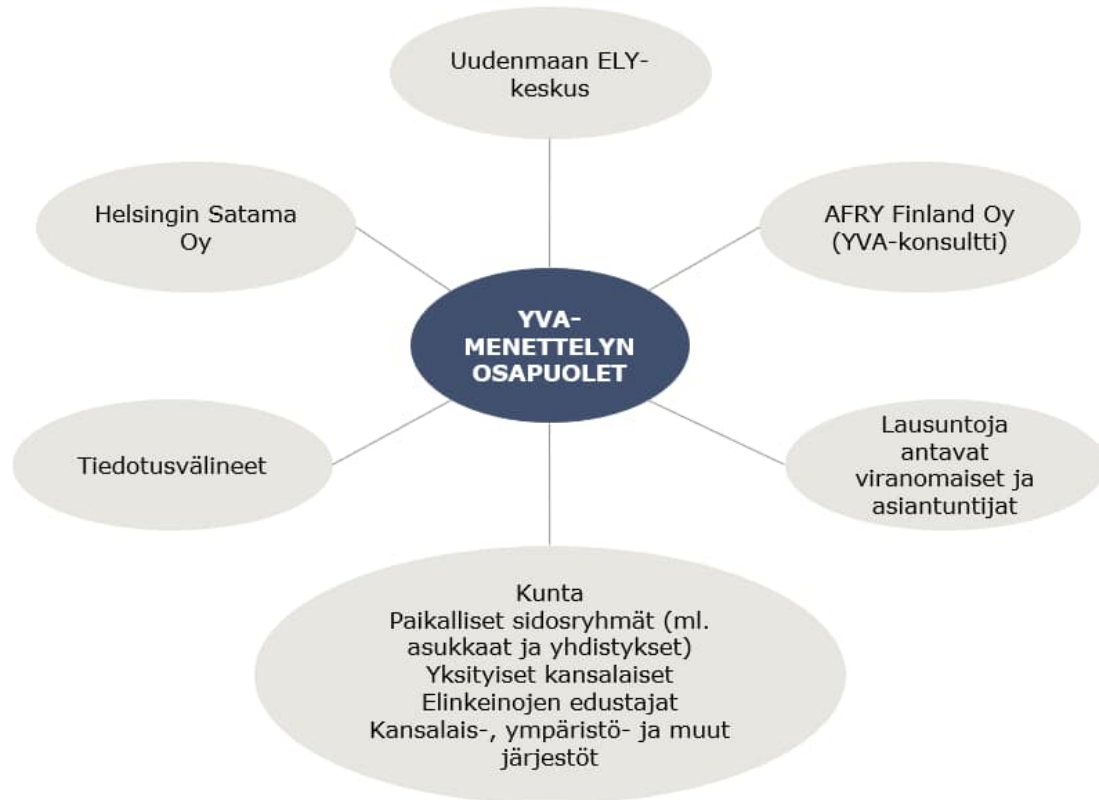 Uudenmaan ELY-
keskus
Helsingin Satama
Oy
AFRY Finland Oy
(YVA-konsultti)
YVA-
MENETTELYN
OSAPUOLET
Tiedotusvälineet
Lausuntoja
antavat
viranomaiset ja
asiantuntijat
Kunta
Paikalliset sidosryhmät (ml.
asukkaat ja yhdistykset)
Yksityiset kansalaiset
Elinkeinojen edustajat
Kansalais-, ympäristö- ja muut
järjestöt